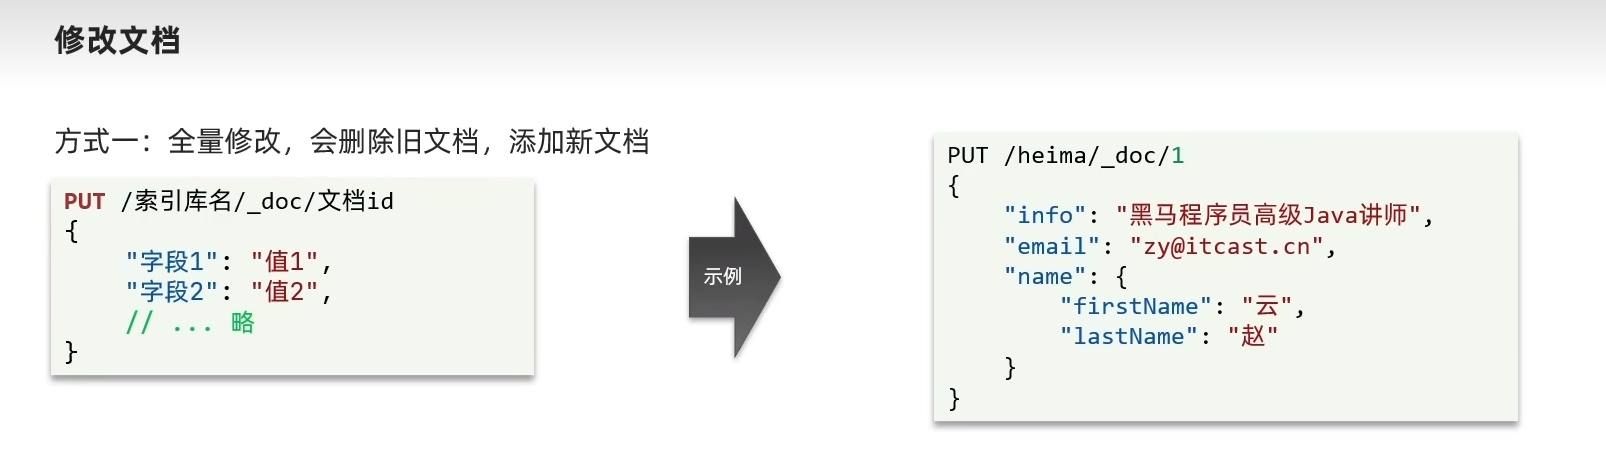 修改文档
方式一：全量修改，会删除旧文档，添加新文档
PUT /索引库名/_doc/文档id
{
    "字段1": "值1",
    "字段2": "值2",
    // ... 略
}
示例
PUT /heima/_doc/1
{
    "info": "黑马程序员高级Java讲师",
    "email": "zy@itcast.cn",
    "name": {
        "firstName": "云",
        "lastName": "赵"
    }
}